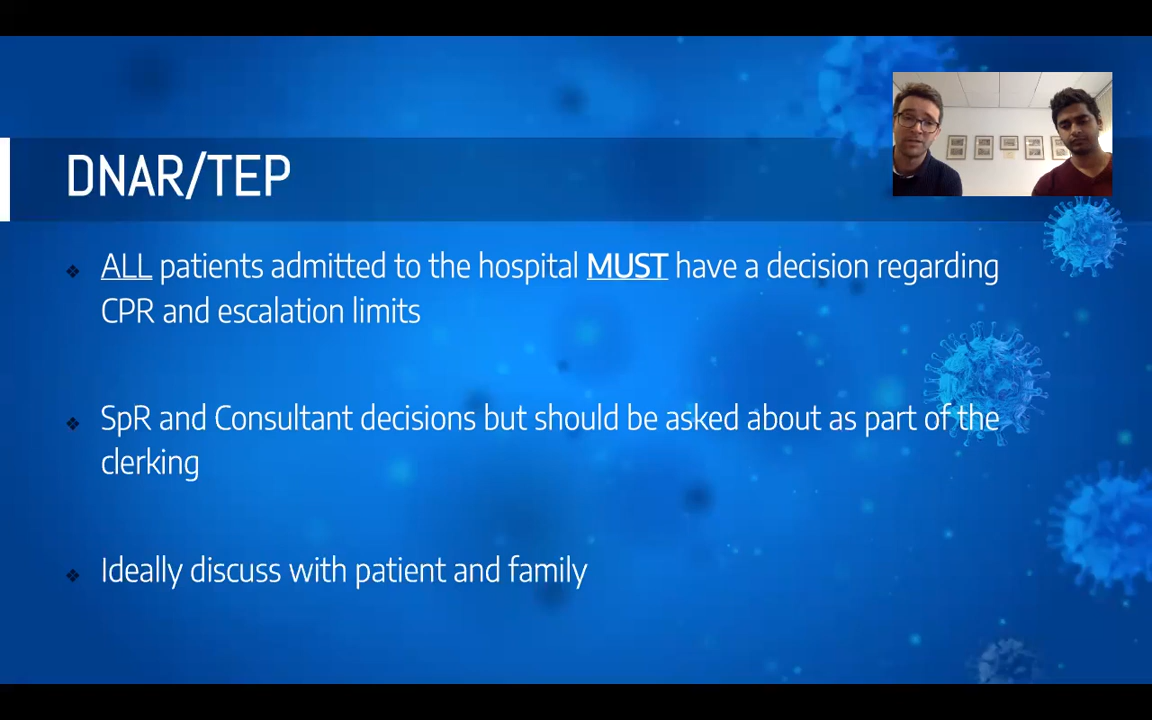 DNAR/TEP
ALL patients admitted to the hospital MUST have a decision regarding
CPR and escalation limits
SpR and Consultant decisions but should be asked about as part of the
clerking
Ideally discuss with patient and family